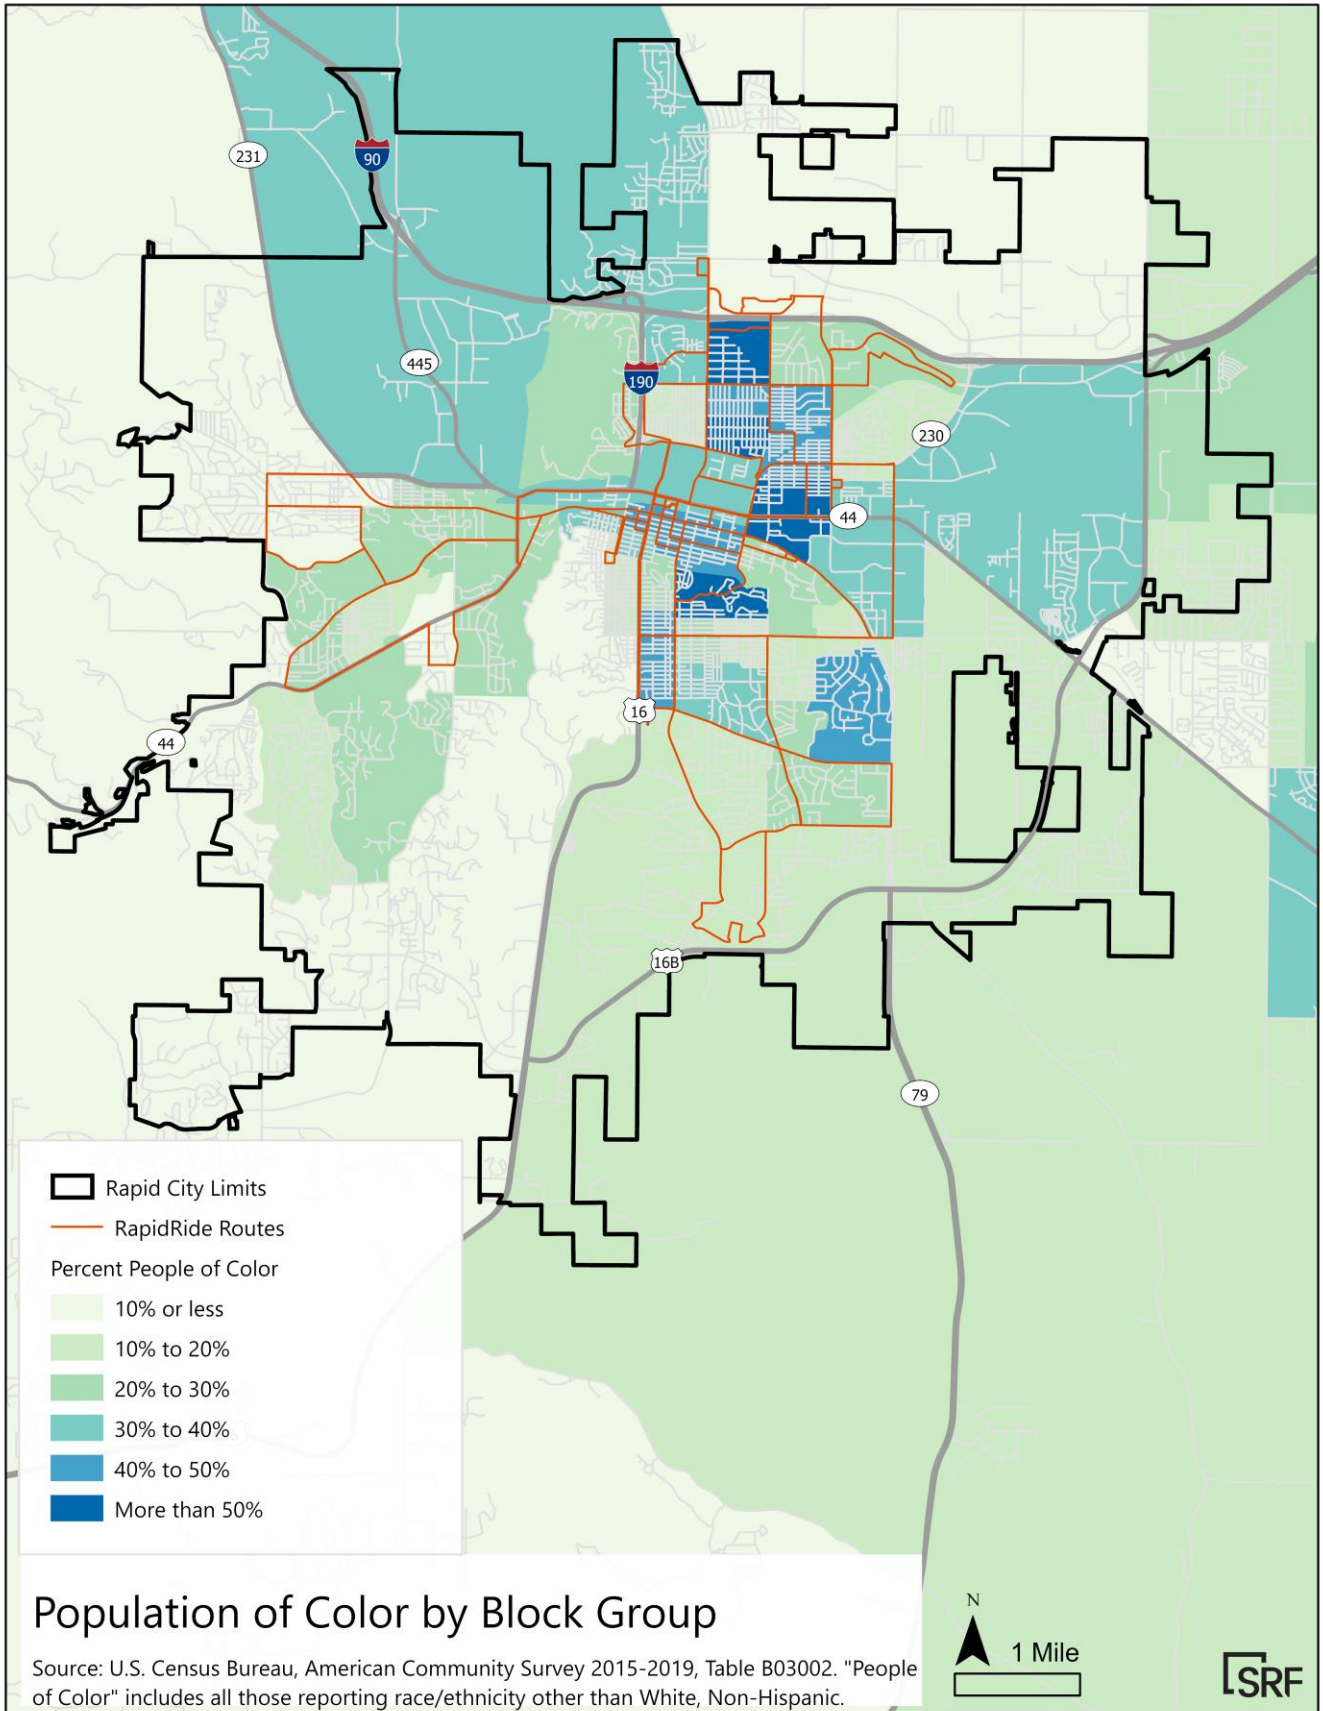 231
90
445
190
230
44
16
44
16B
79
Rapid City Limits
RapidRide Routes
Percent People of Color
10% or less
10% to 20%
20% to 30%
30% to 40%
40% to 50%
More than 50%
Population of Color by Block Group
Source: U.S. Census Bureau, American Community Survey 2015-2019, Table B03002. "People
of Color" includes all those reporting race/ethnicity other than White, Non-Hispanic.
N
1 Mile
SRF